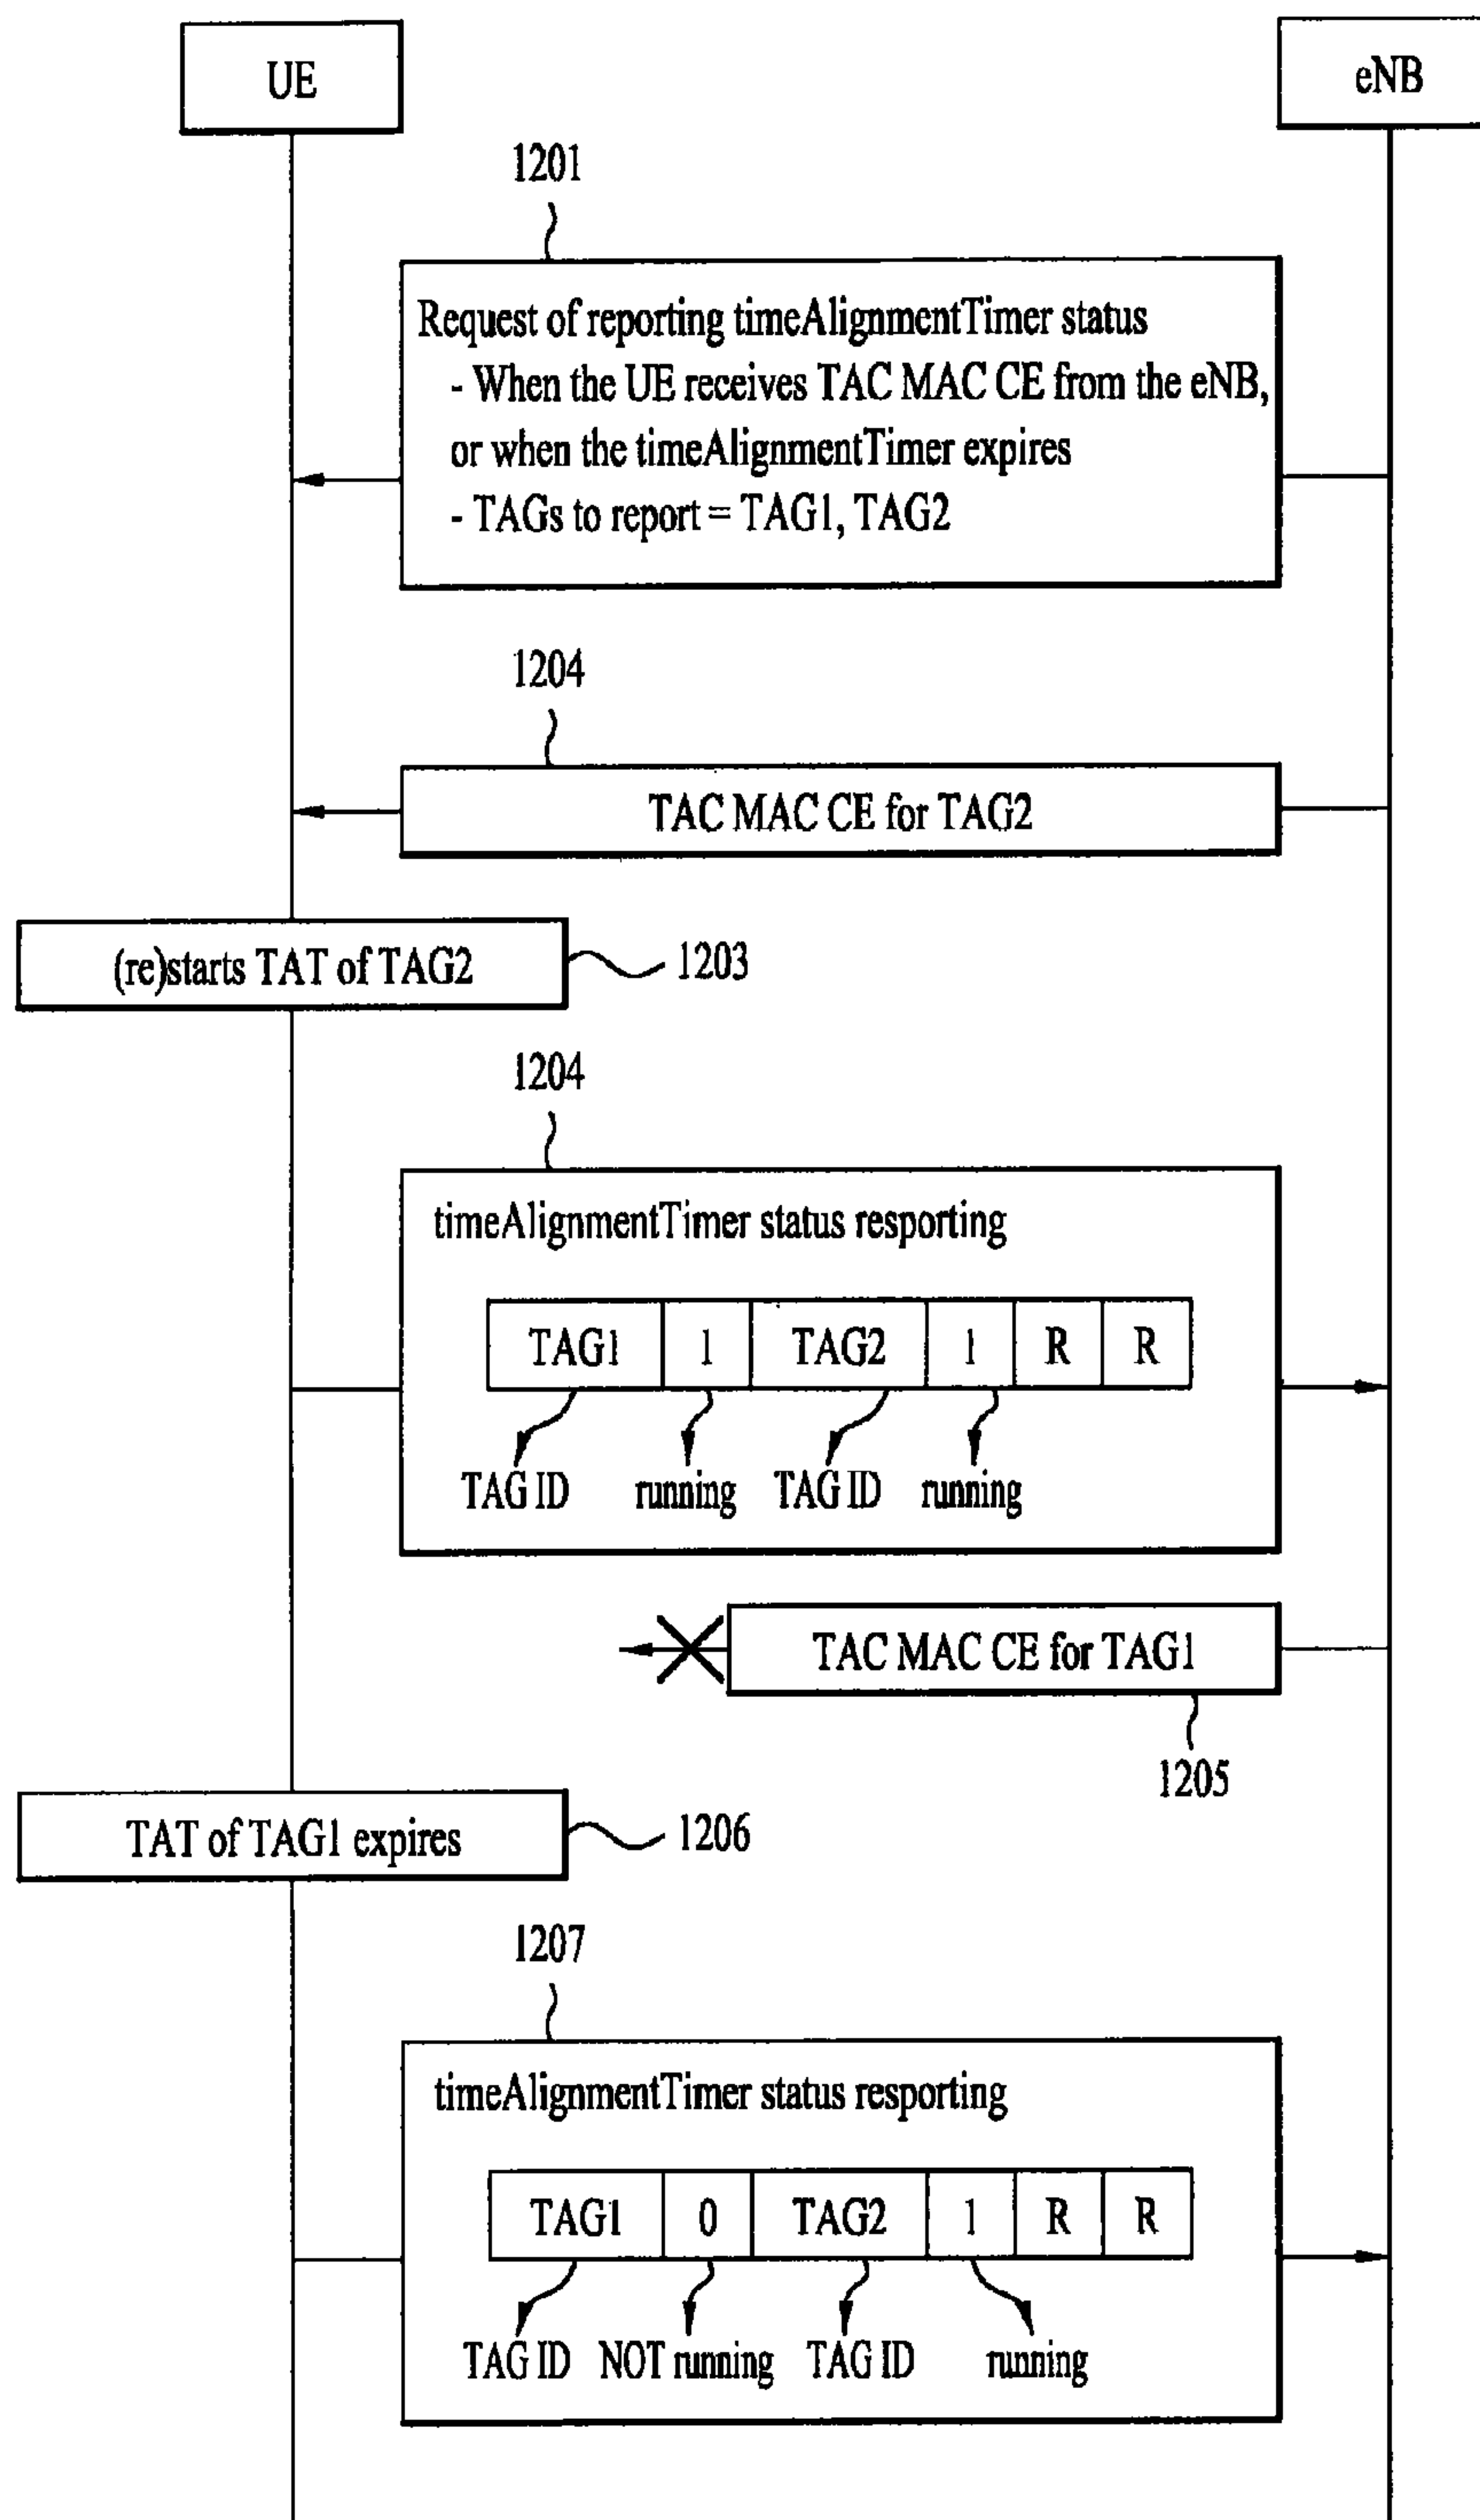 UE
eNB
1201
Request of reporting timeAlignmentTimer status
- When the UE receives TAC MAC CE from the eNB,
or when the timeAlignmentTimer expires
- TAGs to report = TAG1, TAG2
1204
TAC MAC CE for TAG2
(re)starts TAT of TAG2
1203
1204
timeAlignmentTimer status resporting
TAG1 1 TAG2 1 R R
TAG ID running TAG ID running
TAC MAC CE for TAG1
1205
TAT of TAG1 expires
1206
1207
timeAlignmentTimer status resporting
TAG1 0 TAG2 1 R R
TAG ID NOT running TAG ID running